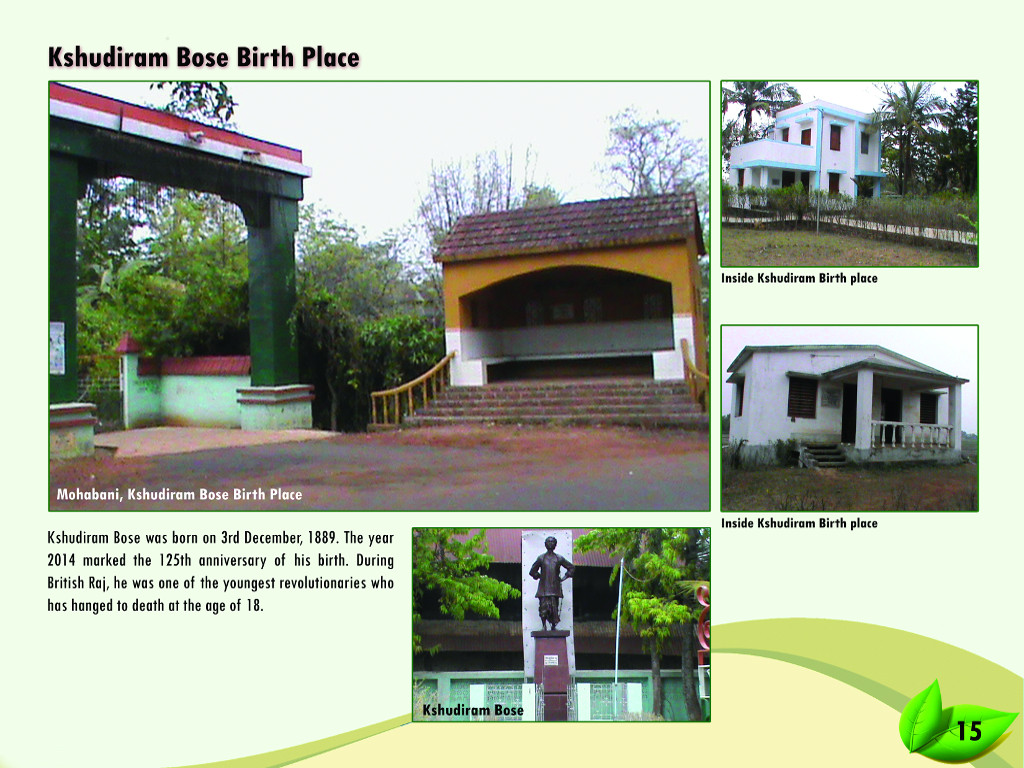 Kshudiram Bose Birth Place
Mohabani, Kshudiram Bose Birth Place
Inside Kshudiram Birth place
Inside Kshudiram Birth place
Kshudiram Bose was born on 3rd December, 1889. The year
2014 marked the 125th anniversary of his birth. During
British Raj, he was one of the youngest revolutionaries who
has hanged to death at the age of 18.
Kshudiram Bose
15